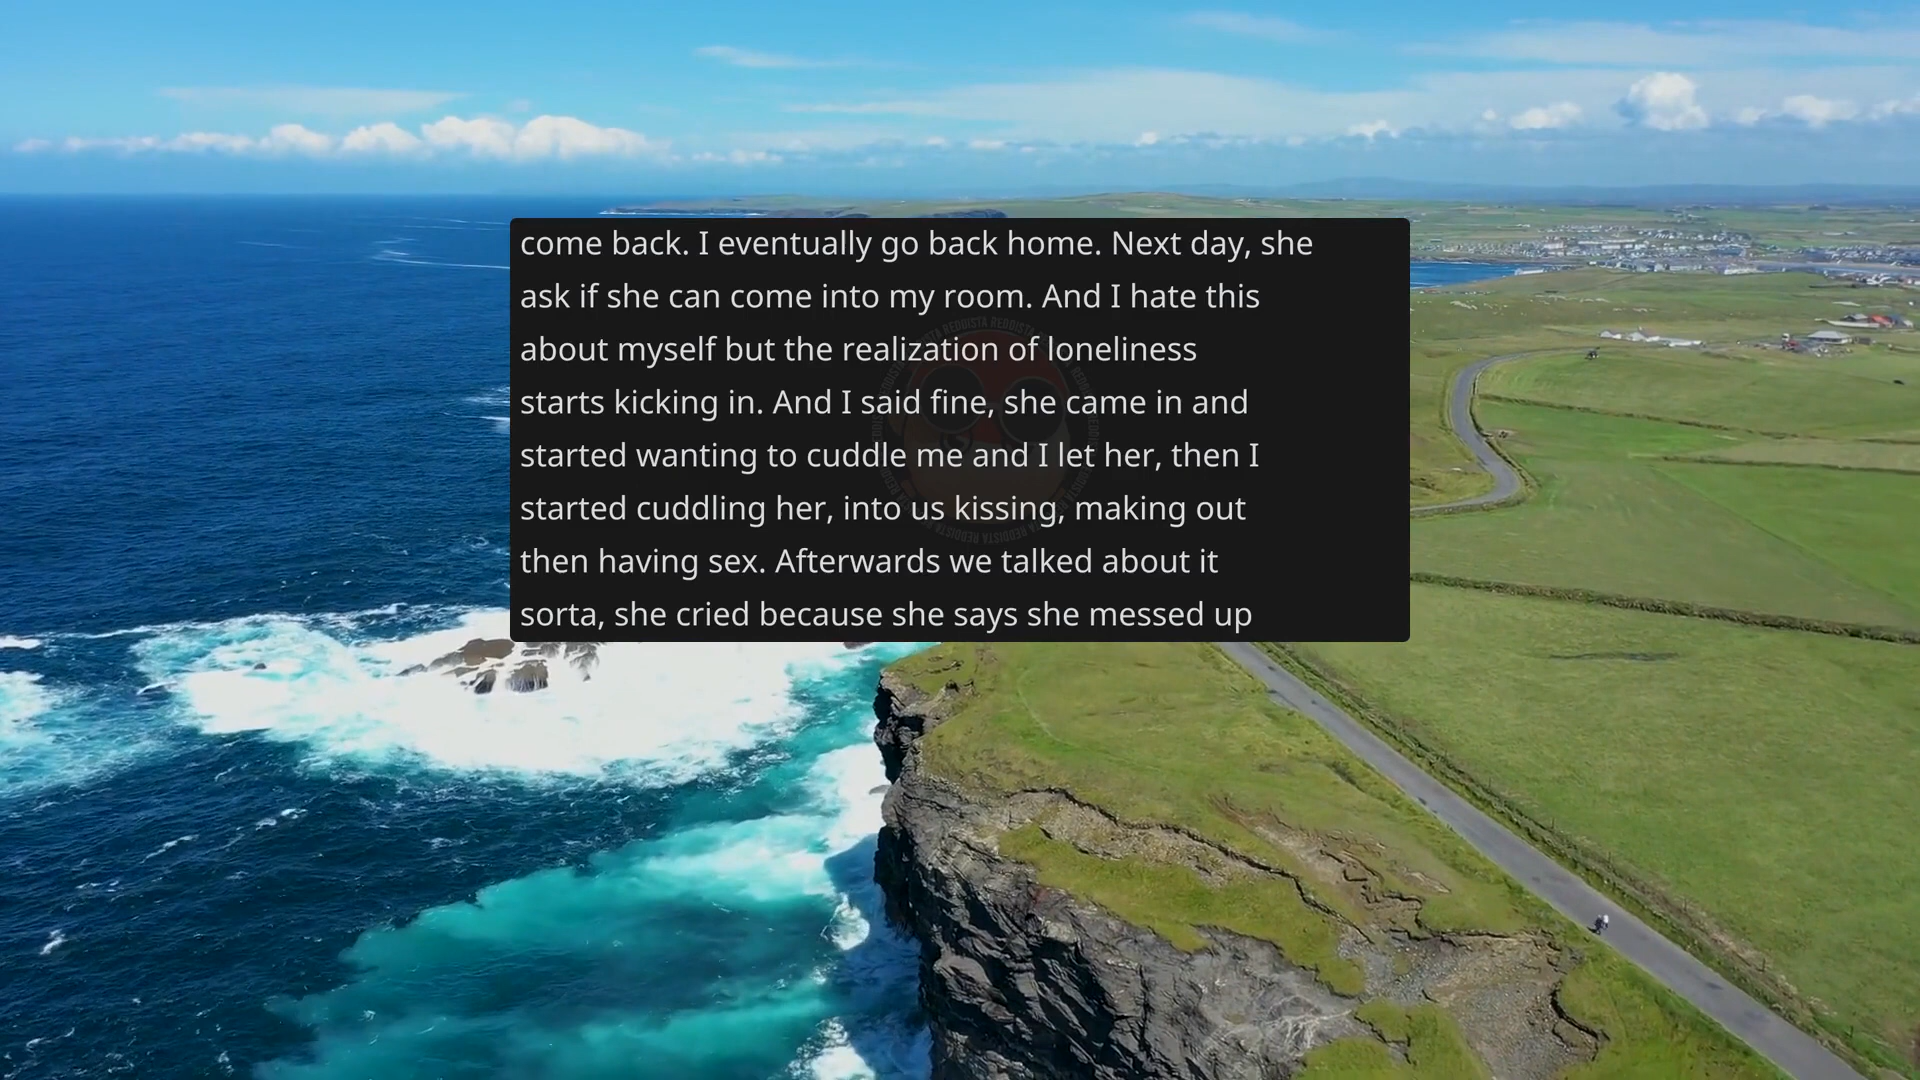 come back. I eventually go back home. Next day, she
ask if she can come into my room. And I hate this
about myself but the realization of loneliness
starts kicking in. And I said fine, she came in and
started wanting to cuddle me and I let her, then I
started cuddling her, into us kissing, making out
then having sex. Afterwards we talked about it
sorta, she cried because she says she messed up